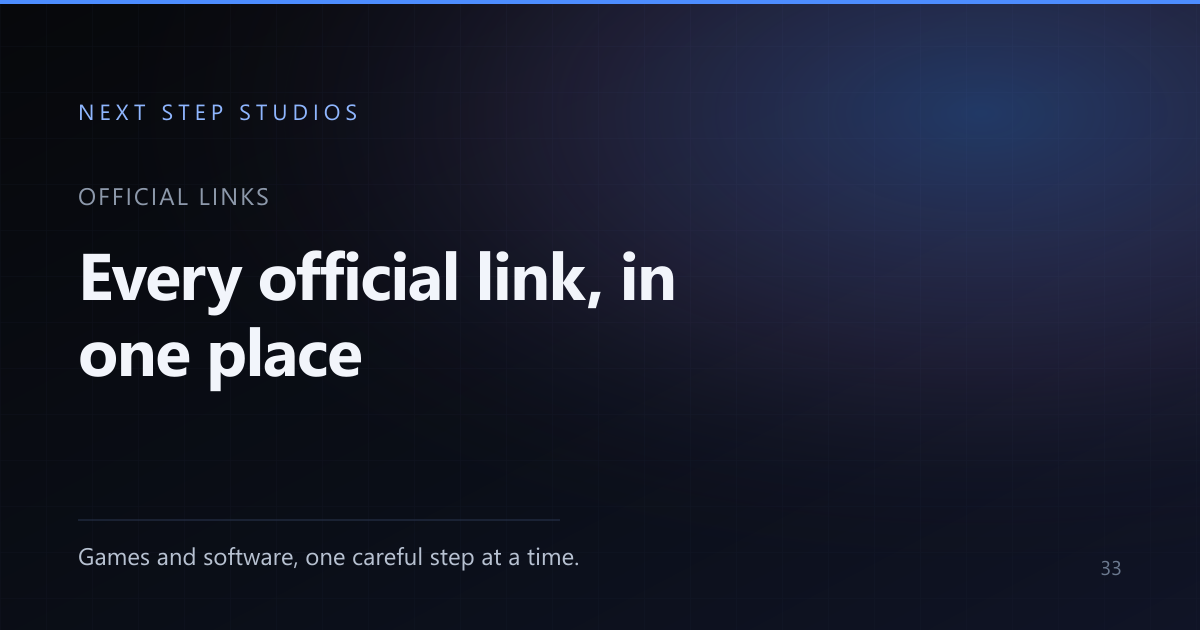 NEXT STEP STUDIOS
OFFICIAL LINKS
Every official link, in
one place
Games and software, one careful step at a time.
33